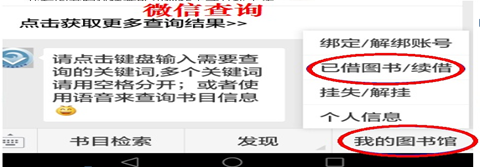 微信查询
点击获取更多查询结果>>
请点击键盘输入需要查
询的关键词,多个关键词
请用空格分开；或者使
用语音来查询书目信息
绑定/解绑账号
已借图书/续借
挂失/解挂
个人信息
书目检索
发现
我的图书馆